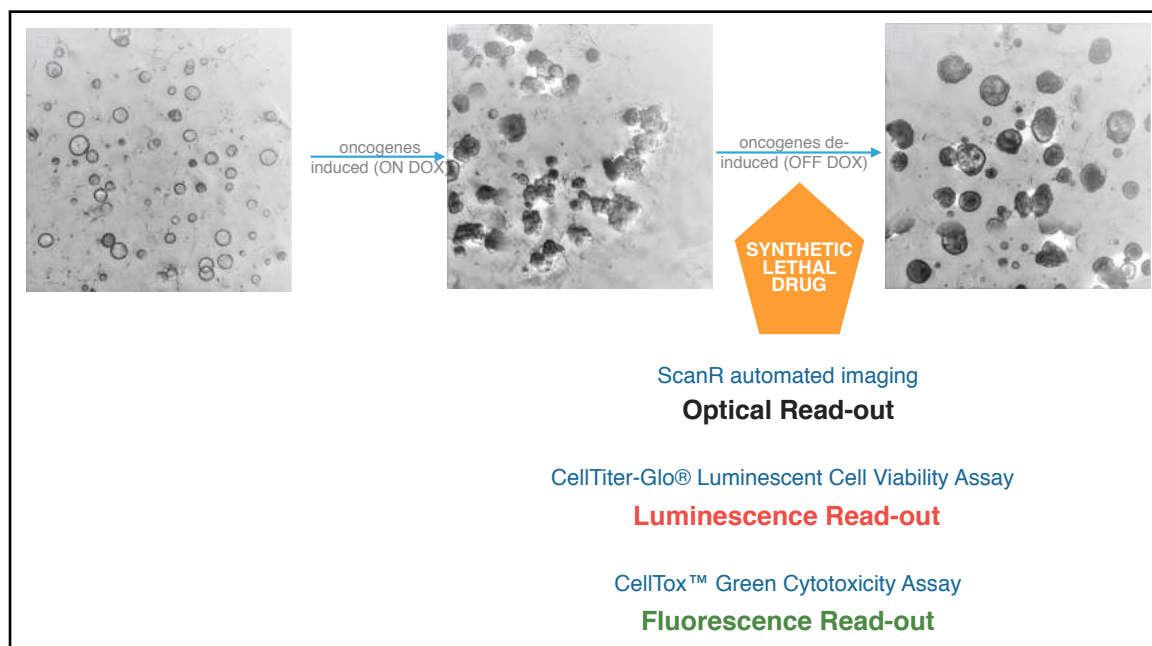 oncogenes
induced (ON DOX)
oncogenes de-
induced (OFF DOX)
SYNTHETIC
LETHAL
DRUG
ScanR automated imaging
Optical Read-out
CellTiter-Glo® Luminescent Cell Viability Assay
Luminescence Read-out
CellTox™ Green Cytotoxicity Assay
Fluorescence Read-out